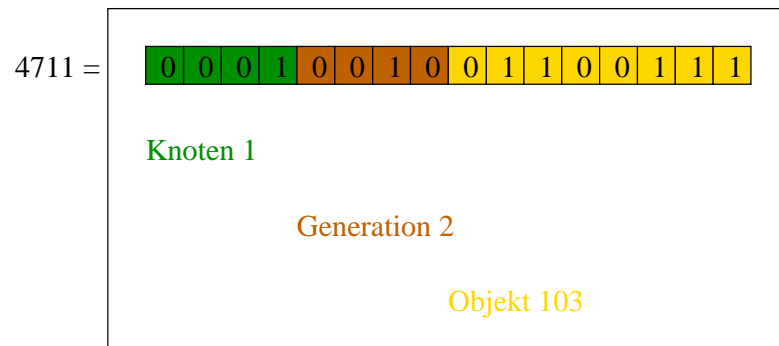 4711 = 0 0 0 1 0 0 1 0 0 1 1 0 0 1 1 1
Knoten 1
Generation 2
Objekt 103